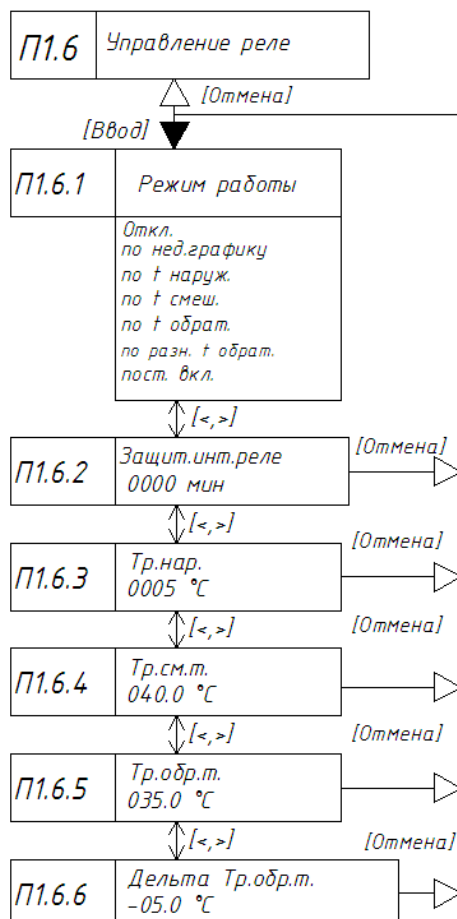 П1.6 Управление реле
[Отмена]
[Ввод]
П1.6.1 Режим работы
Откл.
по нед.графику
по t наруж.
по t смеш.
по t обрат.
по разн. t обрат.
пост. вкл.
[<,>]
[Отмена]
П1.6.2 Защит.инт.реле
0000 мин
[<,>]
[Отмена]
П1.6.3 Тр.нар.
0005 °C
[<,>]
[Отмена]
П1.6.4 Тр.см.т.
040.0 °C
[<,>]
[Отмена]
П1.6.5 Тр.обр.т.
035.0 °C
[<,>]
[Отмена]
П1.6.6 Дельта Тр.обр.т.
-05.0 °C